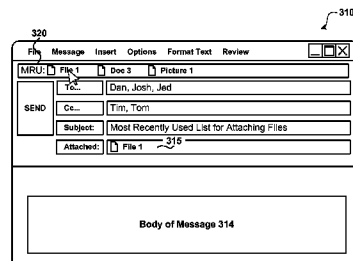 310
320
File Message Insert Options Format Text Review
MRU: File 1 Doc 3 Picture 1
To... Dan, Josh, Jed
SEND Cc... Tim, Tom
Subject: Most Recently Used List for Attaching Files
Attached: File 1 315
Body of Message 314